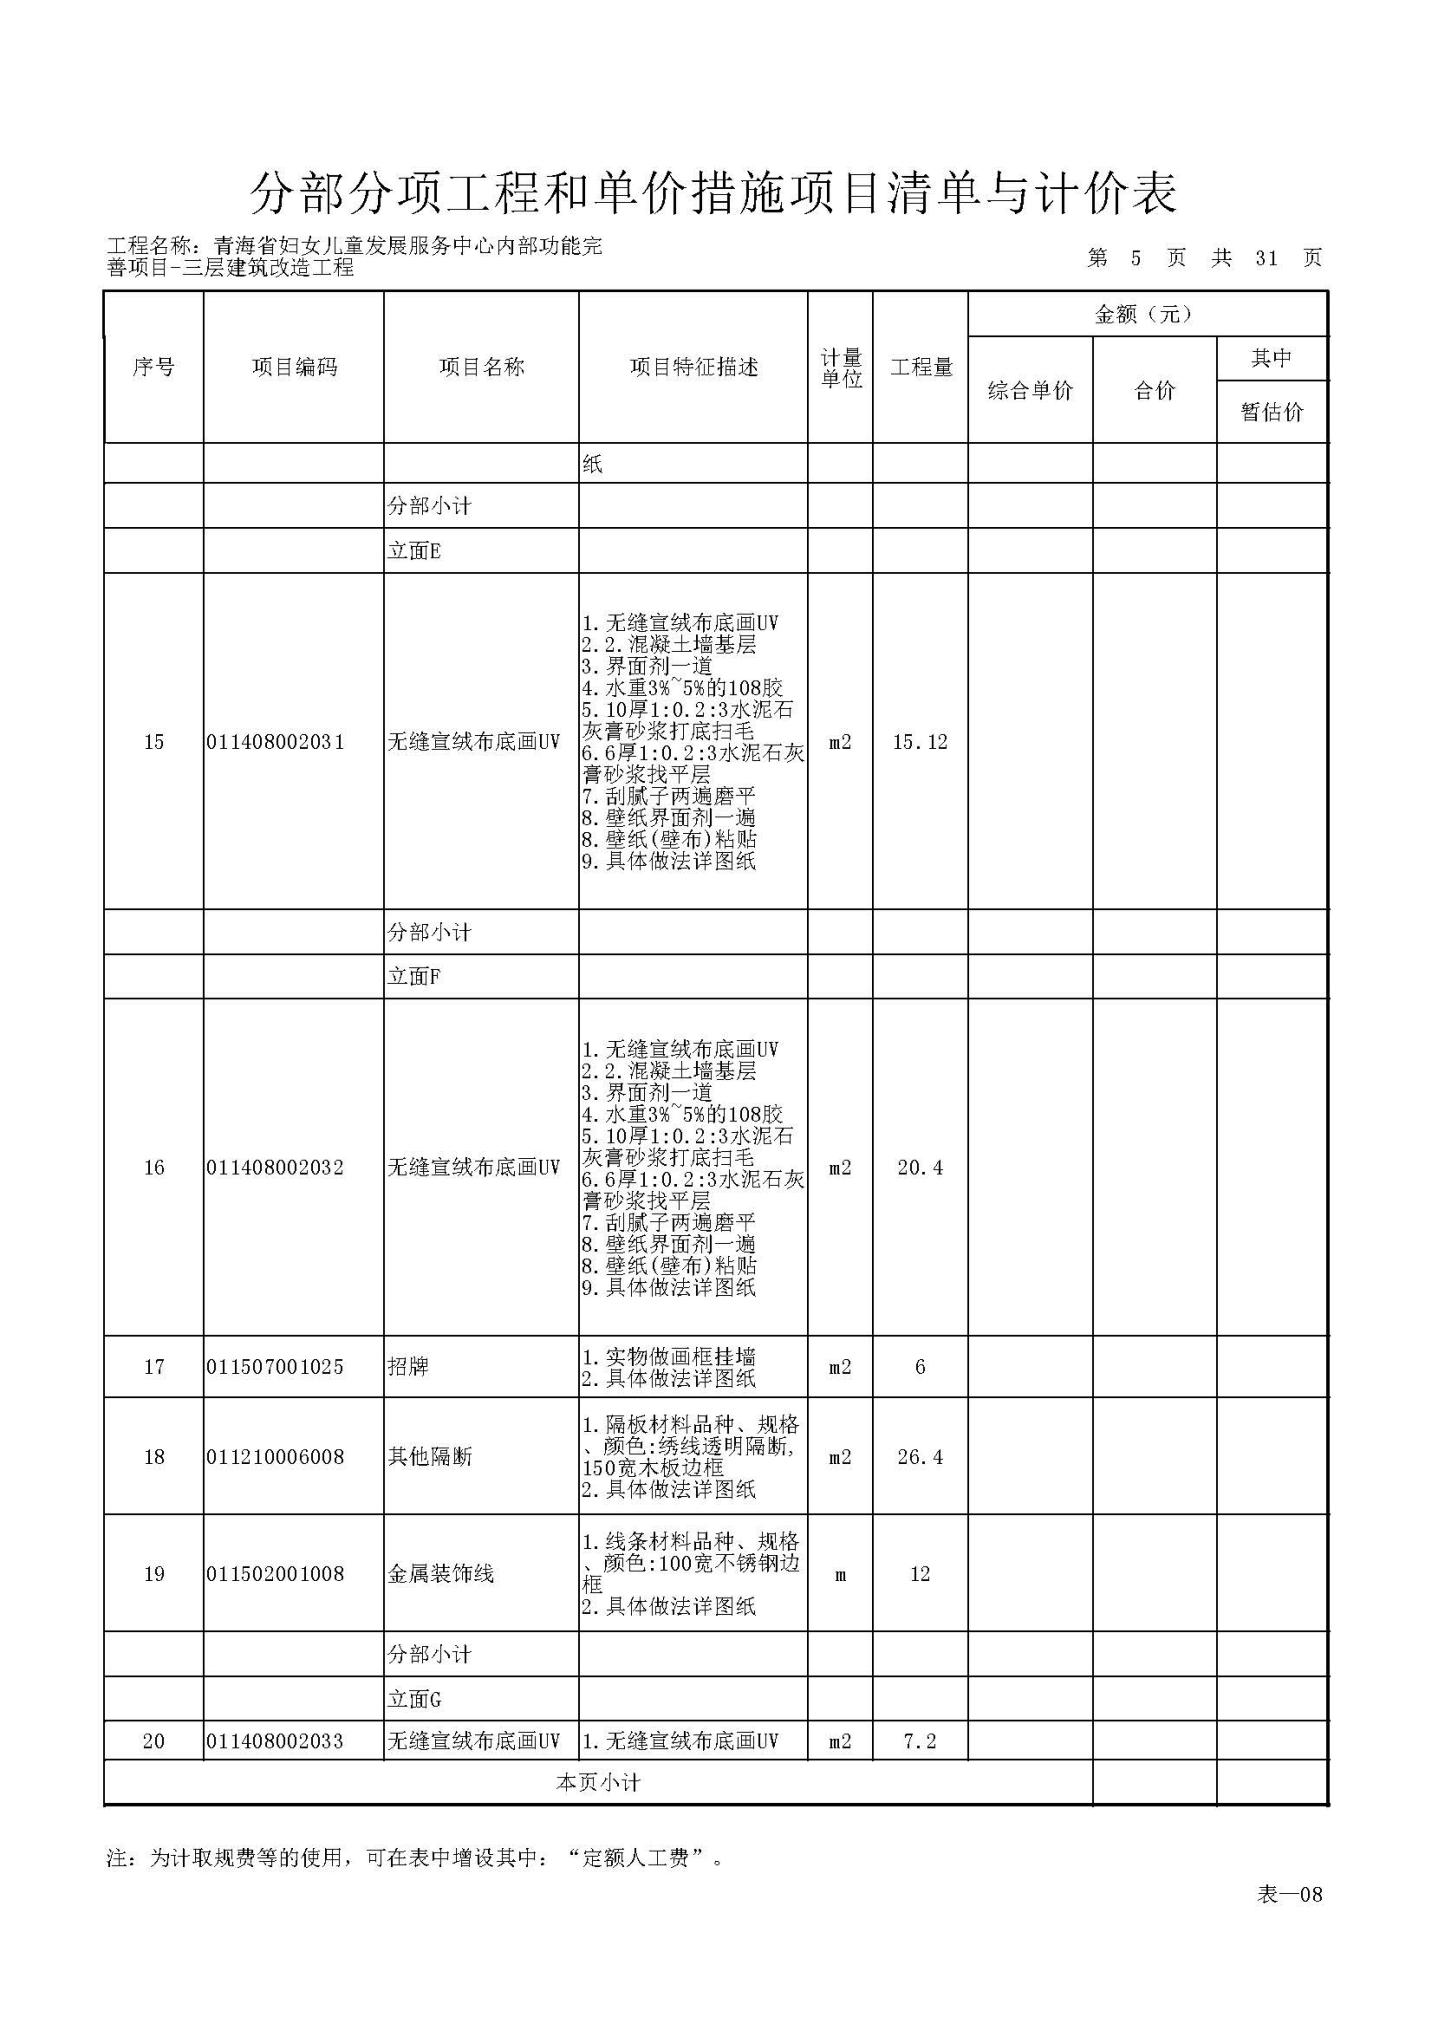 分部分项工程和单价措施项目清单与计价表
工程名称：青海省妇女儿童发展服务中心内部功能完
善项目-三层建筑改造工程
第 5 页 共 31 页
序号 项目编码 项目名称 项目特征描述 计量单位 工程量 金额（元）
综合单价 合价 其中
暂估价
纸
分部小计
立面E
15 011408002031 无缝宣绒布底画UV
1.无缝宣绒布底画UV
2.2.混凝土墙基层
3.界面剂一道
4.水重3%~5%的108胶
5.10厚1:0.2:3水泥石
灰膏砂浆打底扫毛
6.6厚1:0.2:3水泥石灰
膏砂浆找平层
7.刮腻子两遍磨平
8.壁纸界面剂一遍
8.壁纸(壁布)粘贴
9.具体做法详图纸
m2 15.12
分部小计
立面F
16 011408002032 无缝宣绒布底画UV
1.无缝宣绒布底画UV
2.2.混凝土墙基层
3.界面剂一道
4.水重3%~5%的108胶
5.10厚1:0.2:3水泥石
灰膏砂浆打底扫毛
6.6厚1:0.2:3水泥石灰
膏砂浆找平层
7.刮腻子两遍磨平
8.壁纸界面剂一遍
8.壁纸(壁布)粘贴
9.具体做法详图纸
m2 20.4
17 011507001025 招牌
1.实物做画框挂墙
2.具体做法详图纸
m2 6
18 011210006008 其他隔断
1.隔板材料品种、规格
、颜色:绣线透明隔断,
150宽木板边框
2.具体做法详图纸
m2 26.4
19 011502001008 金属装饰线
1.线条材料品种、规格
、颜色:100宽不锈钢边
框
2.具体做法详图纸
m 12
分部小计
立面G
20 011408002033 无缝宣绒布底画UV 1.无缝宣绒布底画UV m2 7.2
本页小计
注：为计取规费等的使用，可在表中增设其中：“定额人工费”。
表—08